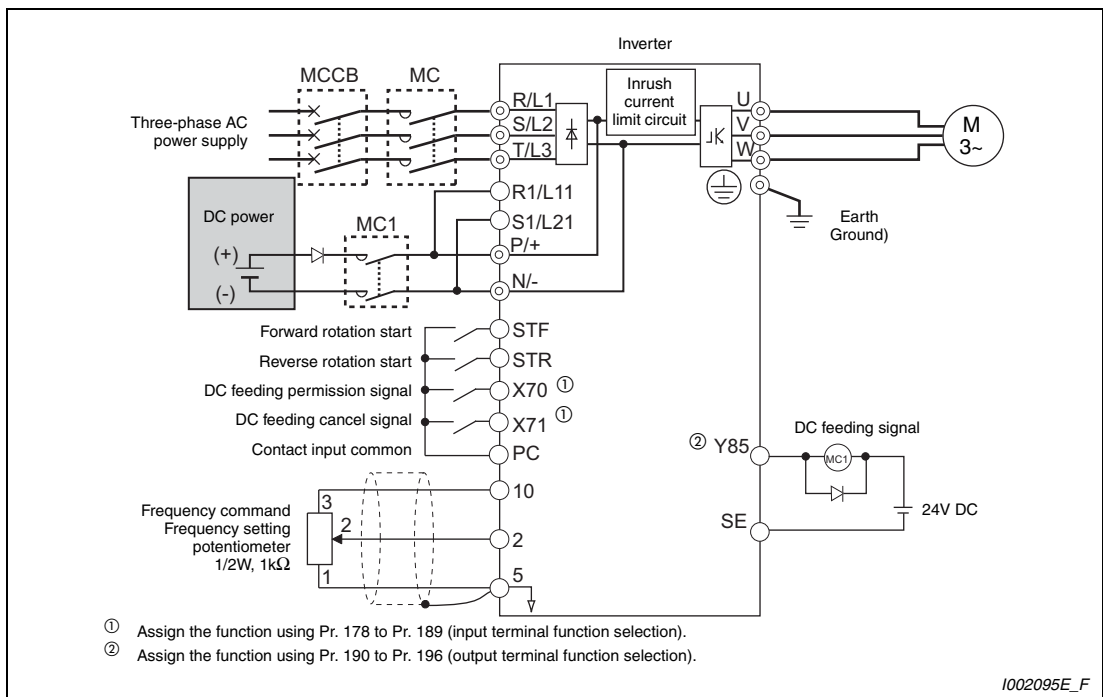 Inverter
MCCB
MC
Inrush
current
limit circuit
R/L1
S/L2
T/L3
U
V
W
M
3~
Three-phase AC
power supply
R1/L11
S1/L21
DC power
MC1
P/+
(+)
(-)
N/-
Earth
Ground)
Forward rotation start
STF
Reverse rotation start
STR
DC feeding permission signal
X70 ①
DC feeding cancel signal
X71 ①
Contact input common
PC
② Y85
DC feeding signal
MC1
24V DC
SE
10
3
Frequency command
Frequency setting
potentiometer
1/2W, 1kΩ
2
2
1
5
① Assign the function using Pr. 178 to Pr. 189 (input terminal function selection).
② Assign the function using Pr. 190 to Pr. 196 (output terminal function selection).
I002095E_F